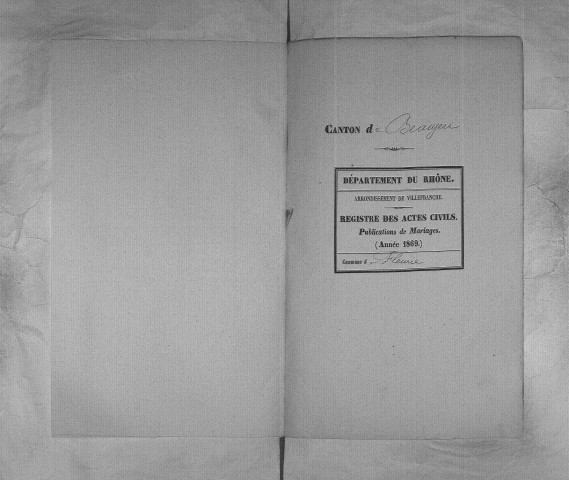 CANTON de Beaujeu
DÉPARTEMENT DU RHÔNE.
ARRONDISSEMENT DE VILLEFRANCHE.
REGISTRE DES ACTES CIVILS.
Publications de Mariages.
(Année 1869.)
Commune d e Fleurie